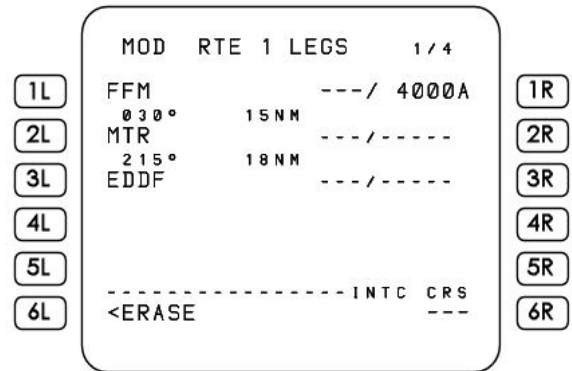 MOD RTE 1 LEGS 1/4
1L FFM ---/ 4000A 1R
030° 15NM
2L MTR ---/----- 2R
215° 18NM
3L EDDF ---/----- 3R
4L 4R
5L 5R
----------------INTC CRS
6L <ERASE --- 6R